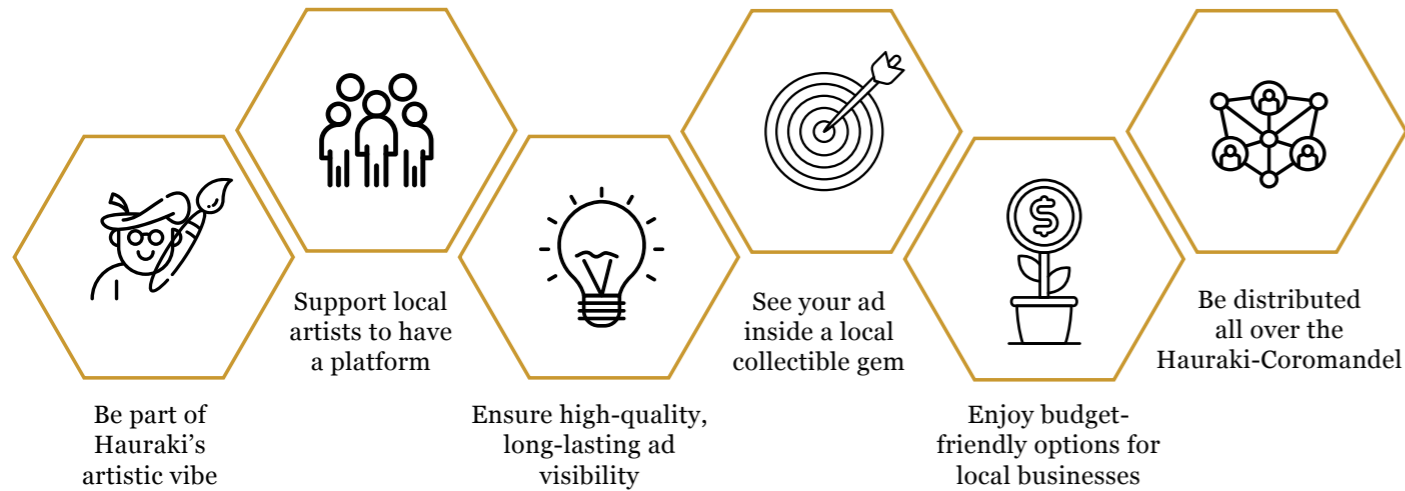 Be part of
Hauraki’s
artistic vibe
Support local
artists to have
a platform
Ensure high-quality,
long-lasting ad
visibility
See your ad
inside a local
collectible gem
Enjoy budget-
friendly options for
local businesses
Be distributed
all over the
Hauraki-Coromandel